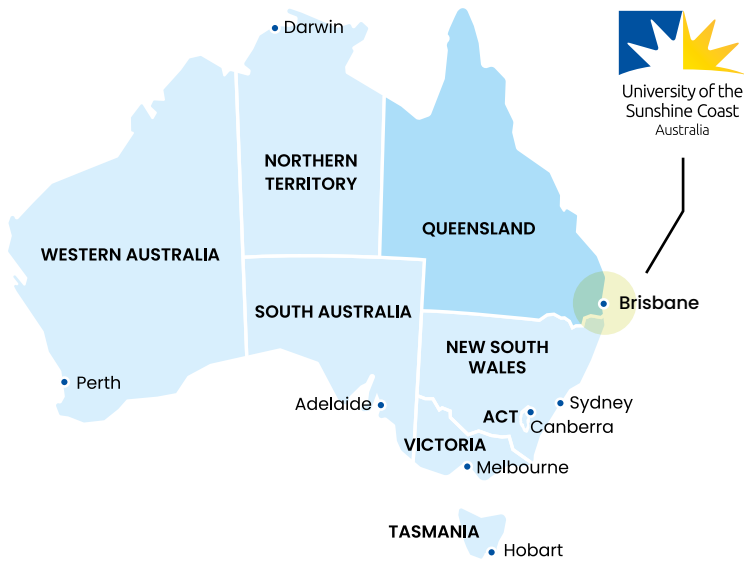 Darwin
University of the
Sunshine Coast
Australia
NORTHERN
TERRITORY
QUEENSLAND
WESTERN AUSTRALIA
SOUTH AUSTRALIA
Brisbane
NEW SOUTH
WALES
Perth
Adelaide
Sydney
ACT
Canberra
VICTORIA
Melbourne
TASMANIA
Hobart